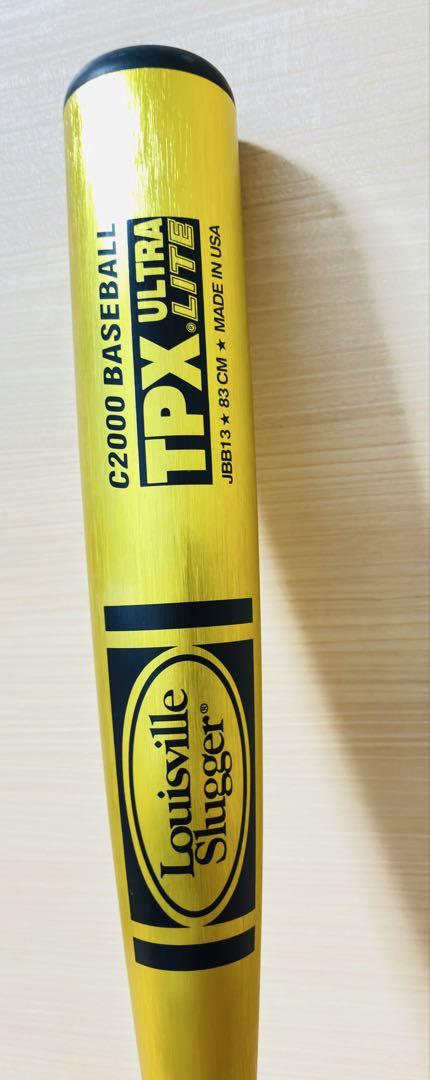 C2000 BASEBALL
TPX ULTRA
®LITE
JBB13 ★ 83 CM ★ MADE IN USA
Louisville
Slugger®